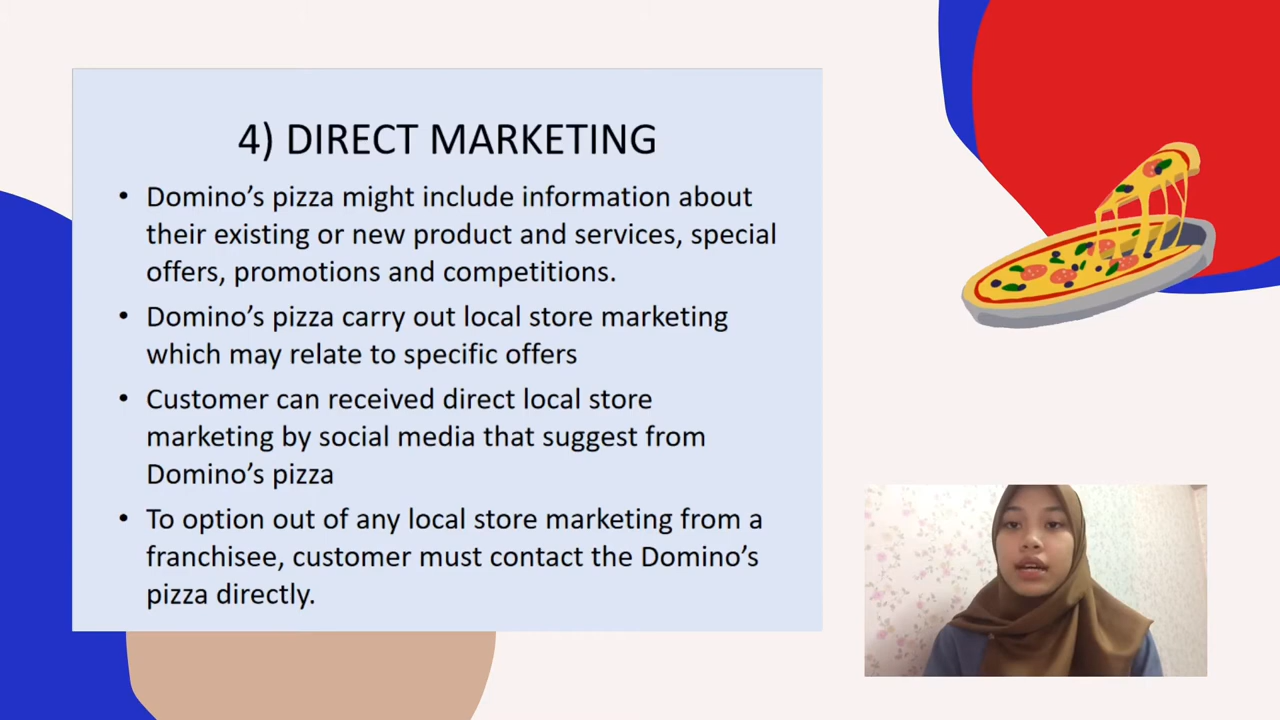 4) DIRECT MARKETING
• Domino's pizza might include information about
their existing or new product and services, special
offers, promotions and competitions.
• Domino's pizza carry out local store marketing
which may relate to specific offers
• Customer can received direct local store
marketing by social media that suggest from
Domino's pizza
• To option out of any local store marketing from a
franchisee, customer must contact the Domino's
pizza directly.